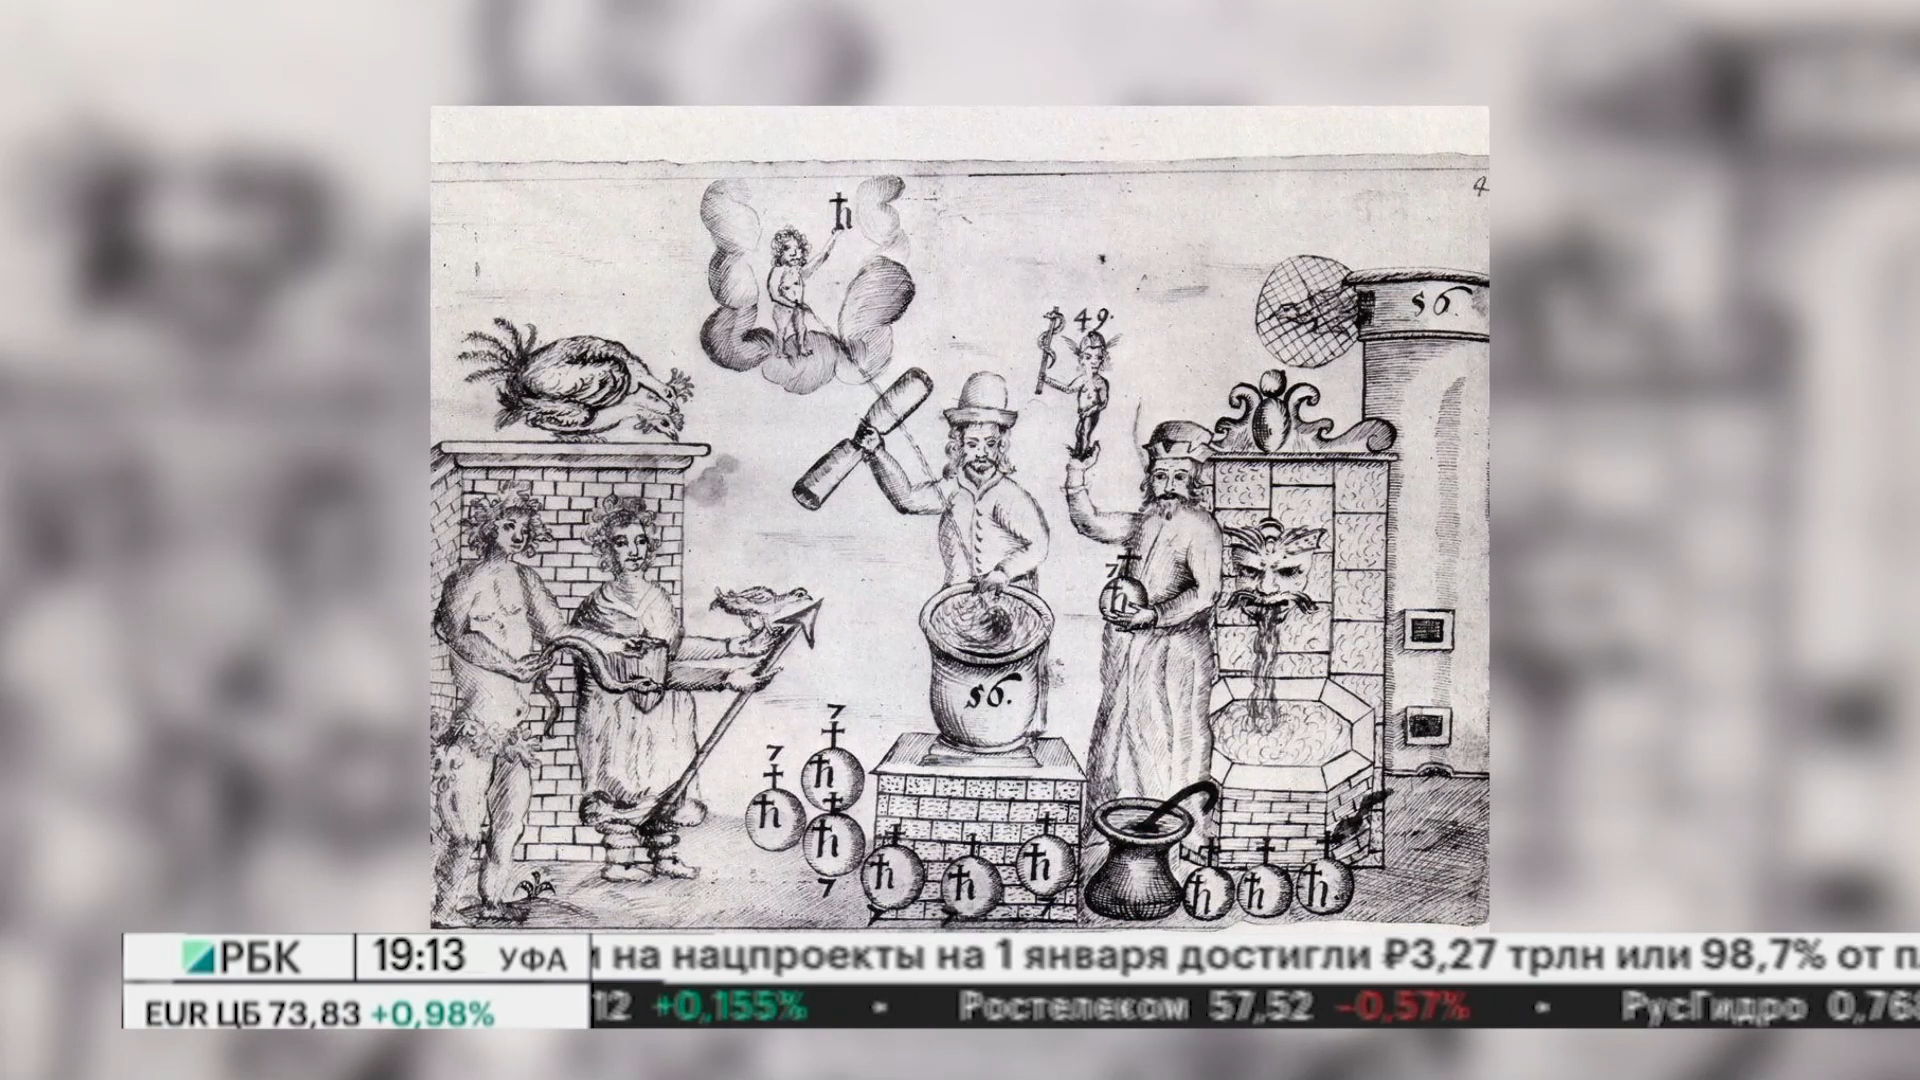 4
ħ
49.
56.
7
ħ
56.
7
7
ħ
ħ
ħ
7
ħ
ħ
ħ
ħ
ħ
ħ
РБК
19:13 УФА
на нацпроекты на 1 января достигли ₽3,27 трлн или 98,7% от
EUR ЦБ 73,83 +0,98%
12 +0,155% • Ростелеком 57,52 -0,57% • РусГидро 0,768